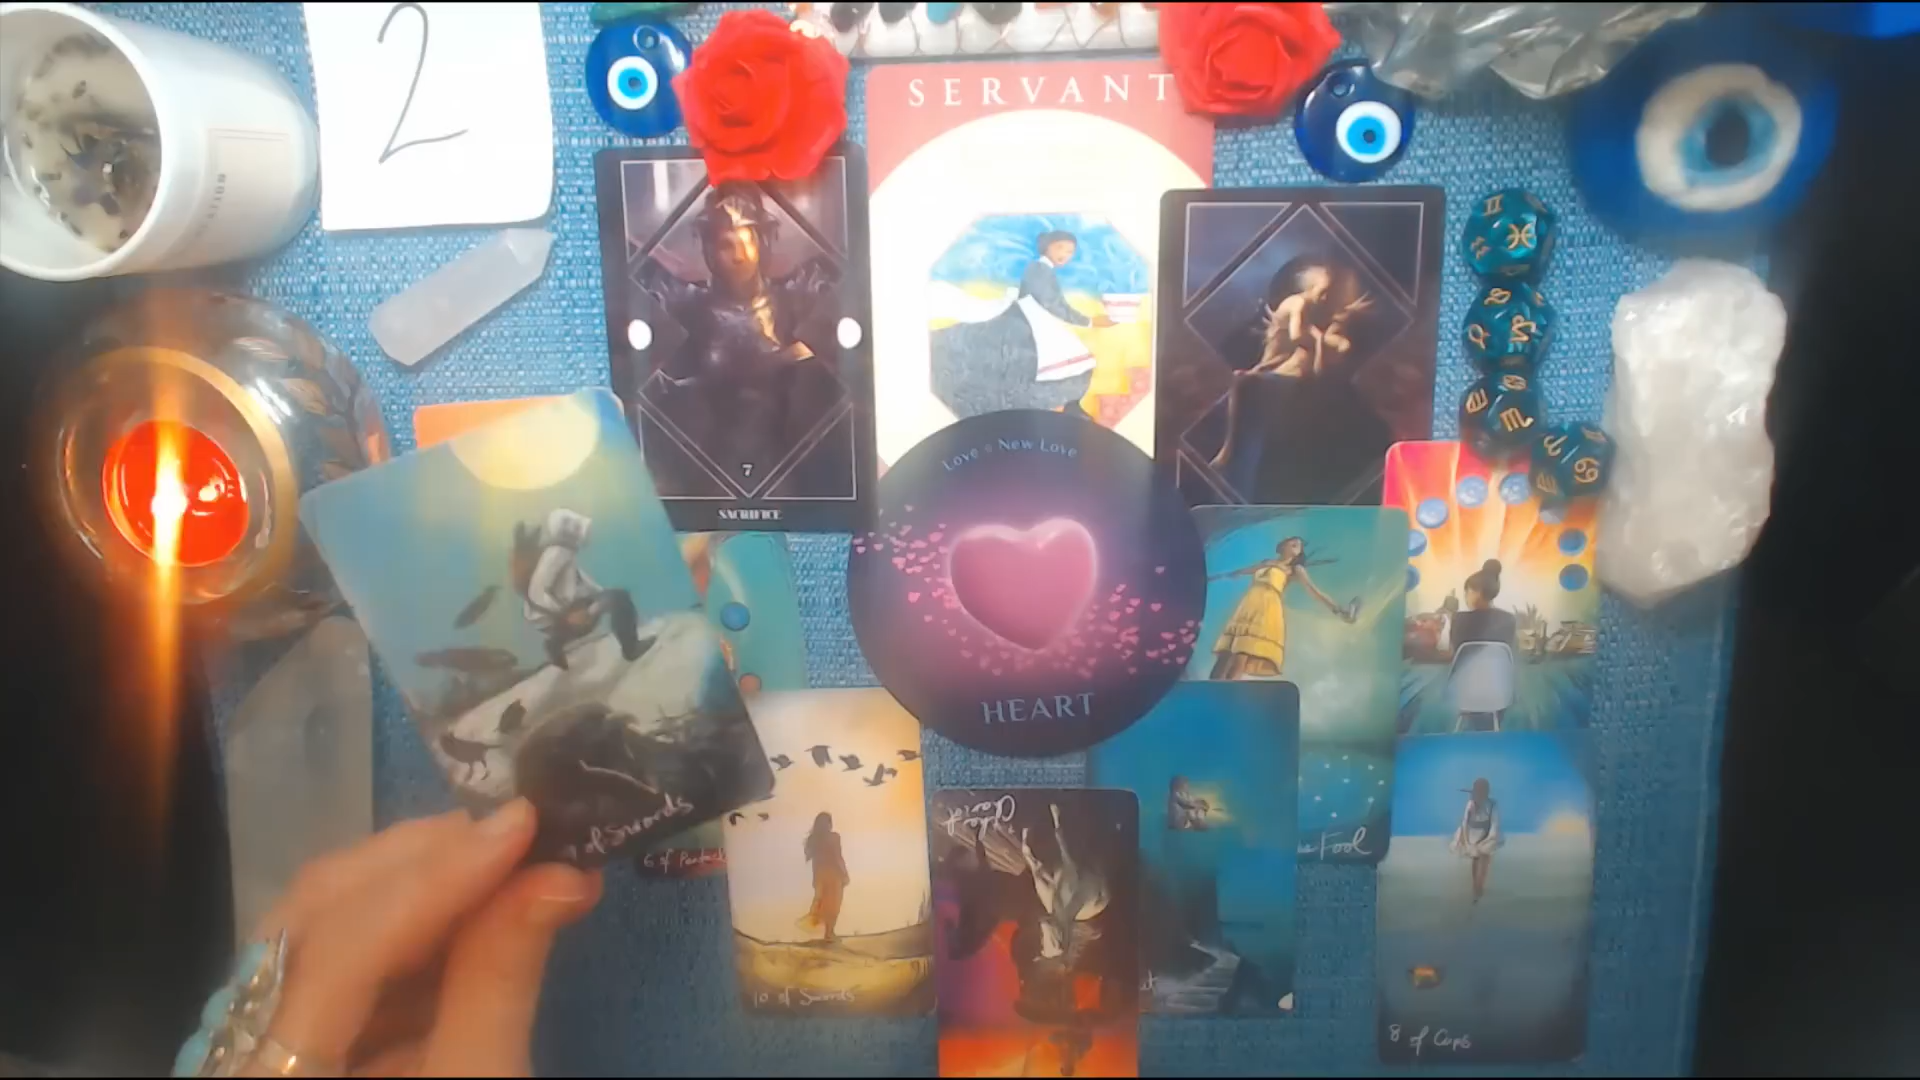 2
SERVANT
7
SACRIFICE
Love New Love
HEART
of Swords
6 of
10 of Swords
The Chariot
Fool
8 of Cups